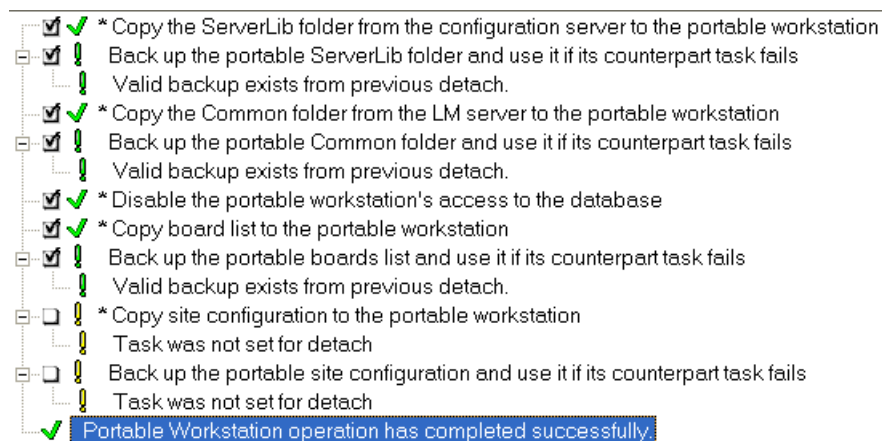 * Copy the ServerLib folder from the configuration server to the portable workstation
Back up the portable ServerLib folder and use it if its counterpart task fails
Valid backup exists from previous detach.
* Copy the Common folder from the LM server to the portable workstation
Back up the portable Common folder and use it if its counterpart task fails
Valid backup exists from previous detach.
* Disable the portable workstation's access to the database
* Copy board list to the portable workstation
Back up the portable boards list and use it if its counterpart task fails
Valid backup exists from previous detach.
* Copy site configuration to the portable workstation
Task was not set for detach
Back up the portable site configuration and use it if its counterpart task fails
Task was not set for detach
Portable Workstation operation has completed successfully.